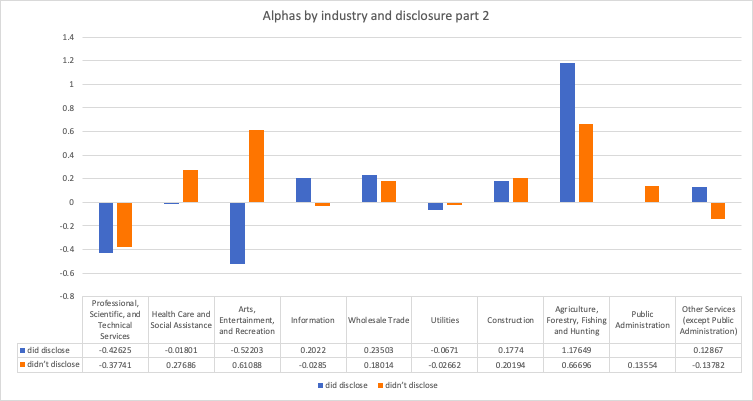 Alphas by industry and disclosure part 2
1.4
1.2
1
0.8
0.6
0.4
0.2
0
-0.2
-0.4
-0.6
-0.8
Professional, Scientific, and Technical Services
Health Care and Social Assistance
Arts, Entertainment, and Recreation
Information
Wholesale Trade
Utilities
Construction
Agriculture, Forestry, Fishing and Hunting
Public Administration
Other Services (except Public Administration)
did disclose -0.42625 -0.01801 -0.52203 0.2022 0.23503 -0.0671 0.1774 1.17649 0.12867
didn't disclose -0.37741 0.27686 0.61088 -0.0285 0.18014 -0.02662 0.20194 0.66696 0.13554 -0.13782
did disclose didn't disclose